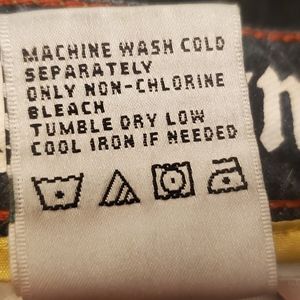 MACHINE WASH COLD
SEPARATELY
ONLY NON-CHLORINE
BLEACH
TUMBLE DRY LOW
COOL IRON IF NEEDED